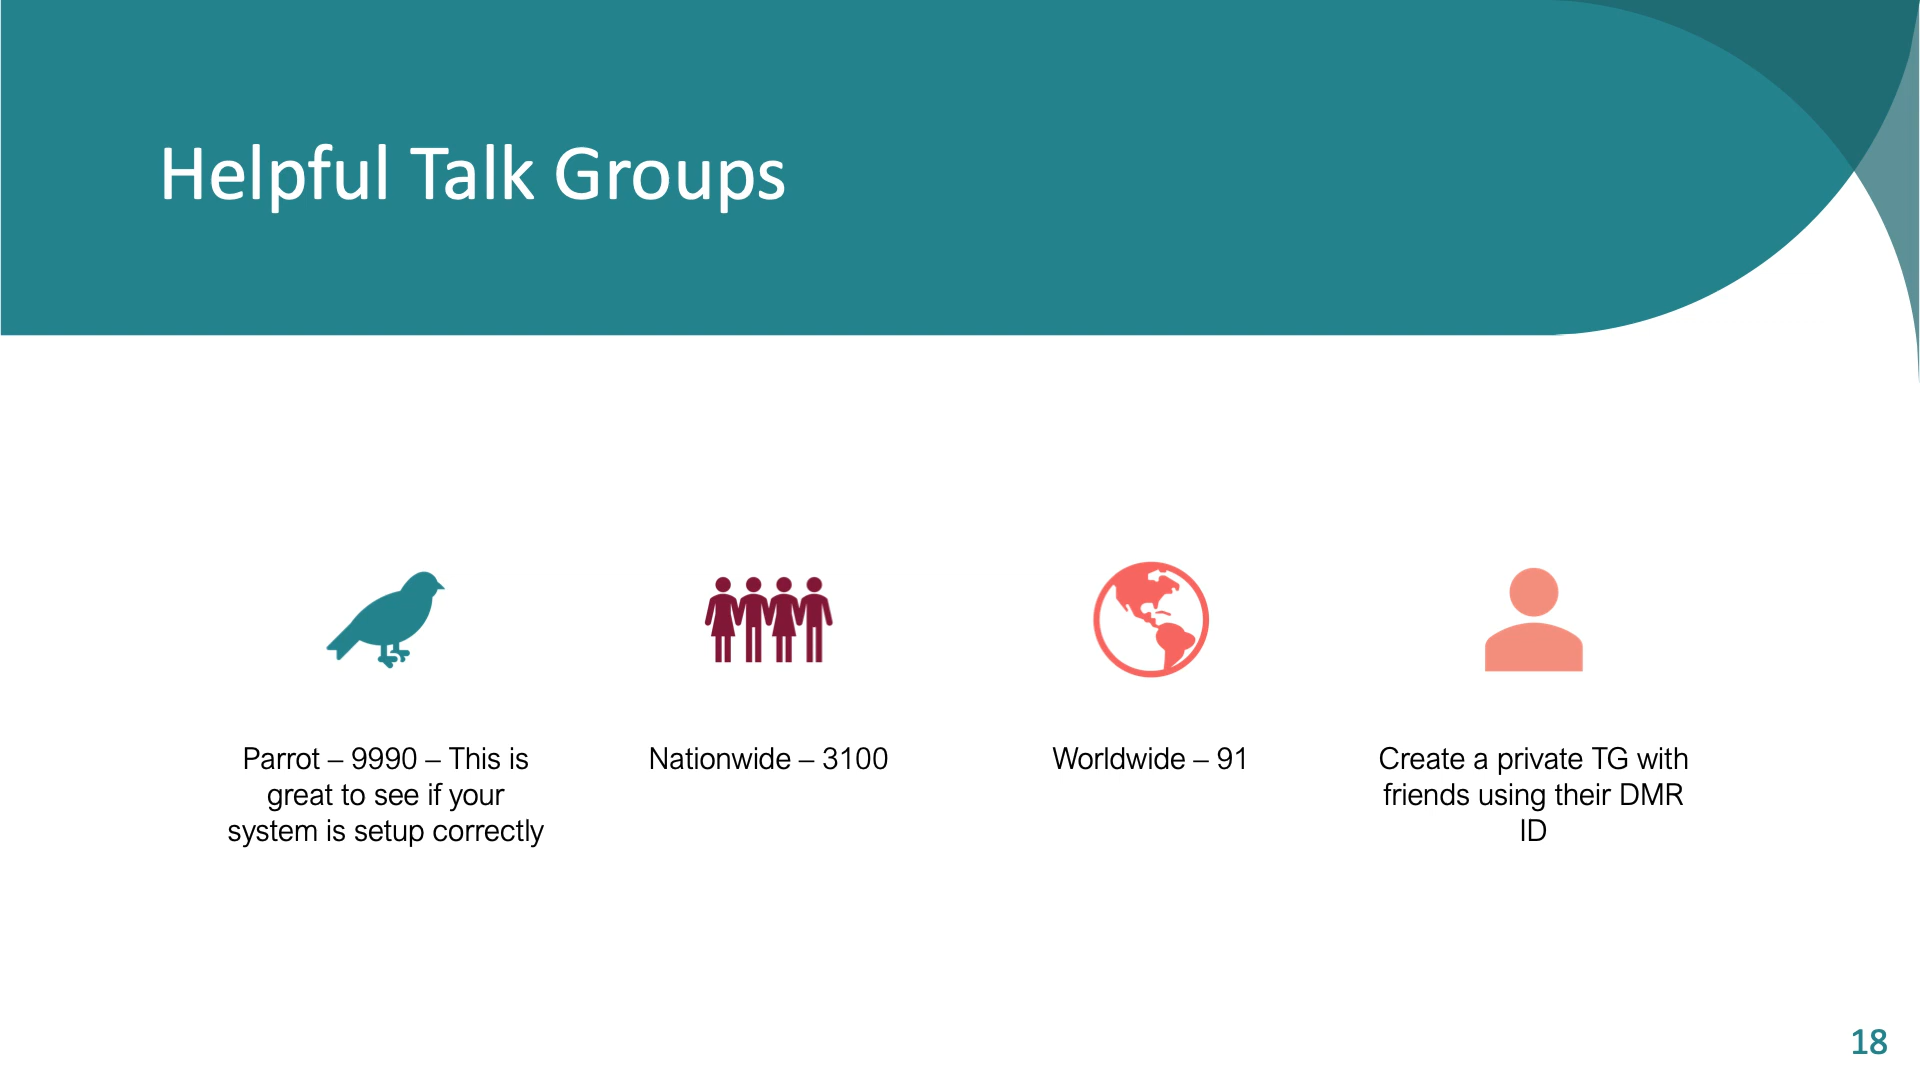 Helpful Talk Groups
Parrot – 9990 – This is
great to see if your
system is setup correctly
Nationwide – 3100
Worldwide – 91
Create a private TG with
friends using their DMR
ID
18